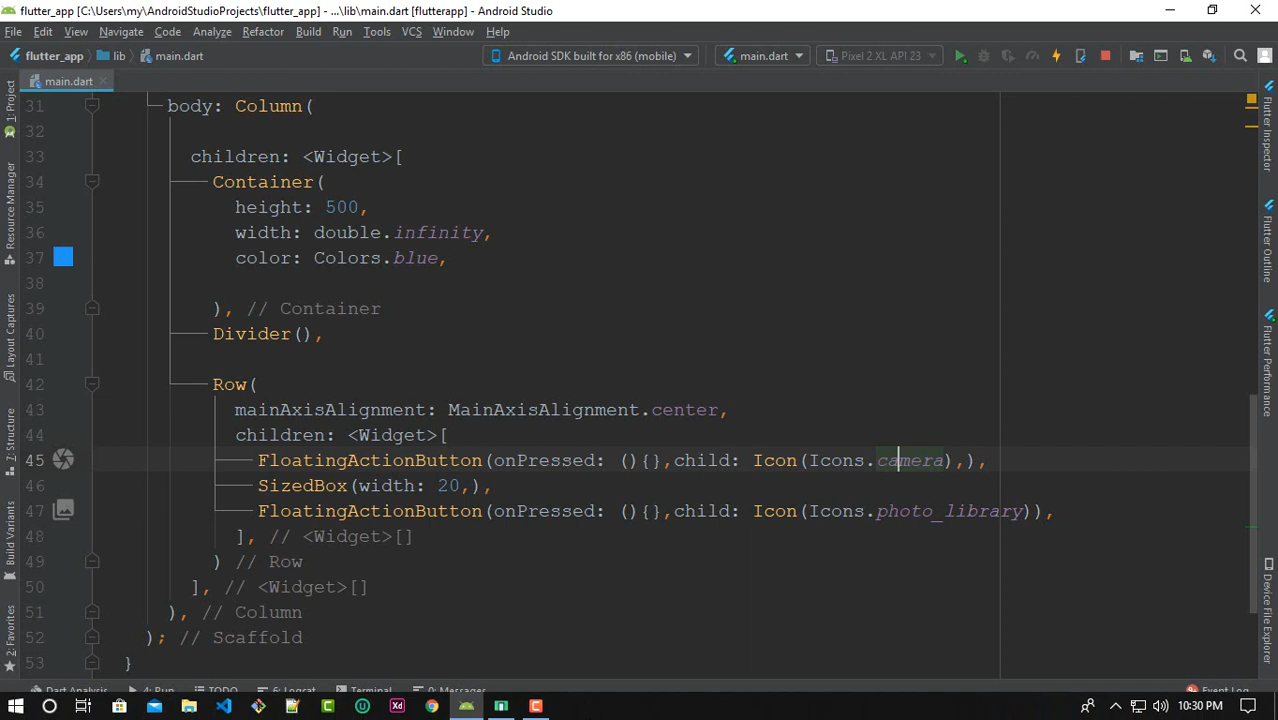 flutter_app [C:\Users\my\AndroidStudioProjects\flutter_app] - ...\lib\main.dart [flutterapp] - Android Studio
File Edit View Navigate Code Analyze Refactor Build Run Tools VCS Window Help
flutter_app lib main.dart Android SDK built for x86 (mobile) main.dart Pixel 2 XL API 23
main.dart
31 body: Column(
32
33 children: <Widget>[
34 Container(
35 height: 500,
36 width: double.infinity,
37 color: Colors.blue,
38
39 ), // Container
40 Divider(),
41
42 Row(
43 mainAxisAlignment: MainAxisAlignment.center,
44 children: <Widget>[
45 FloatingActionButton(onPressed: (){},child: Icon(Icons.camera),),
46 SizedBox(width: 20,),
47 FloatingActionButton(onPressed: (){},child: Icon(Icons.photo_library)),
48 ], // <Widget>[]
49 ) // Row
50 ], // <Widget>[]
51 ), // Column
52 ); // Scaffold
53 }
1: Project
Resource Manager
Layout Captures
7: Structure
Build Variants
2: Favorites
Flutter Inspector
Flutter Outline
Flutter Performance
Device File Explorer
Dart Analysis 4: Run TODO 6: Logcat Terminal 0: Messages Event Log
Xd
10:30 PM